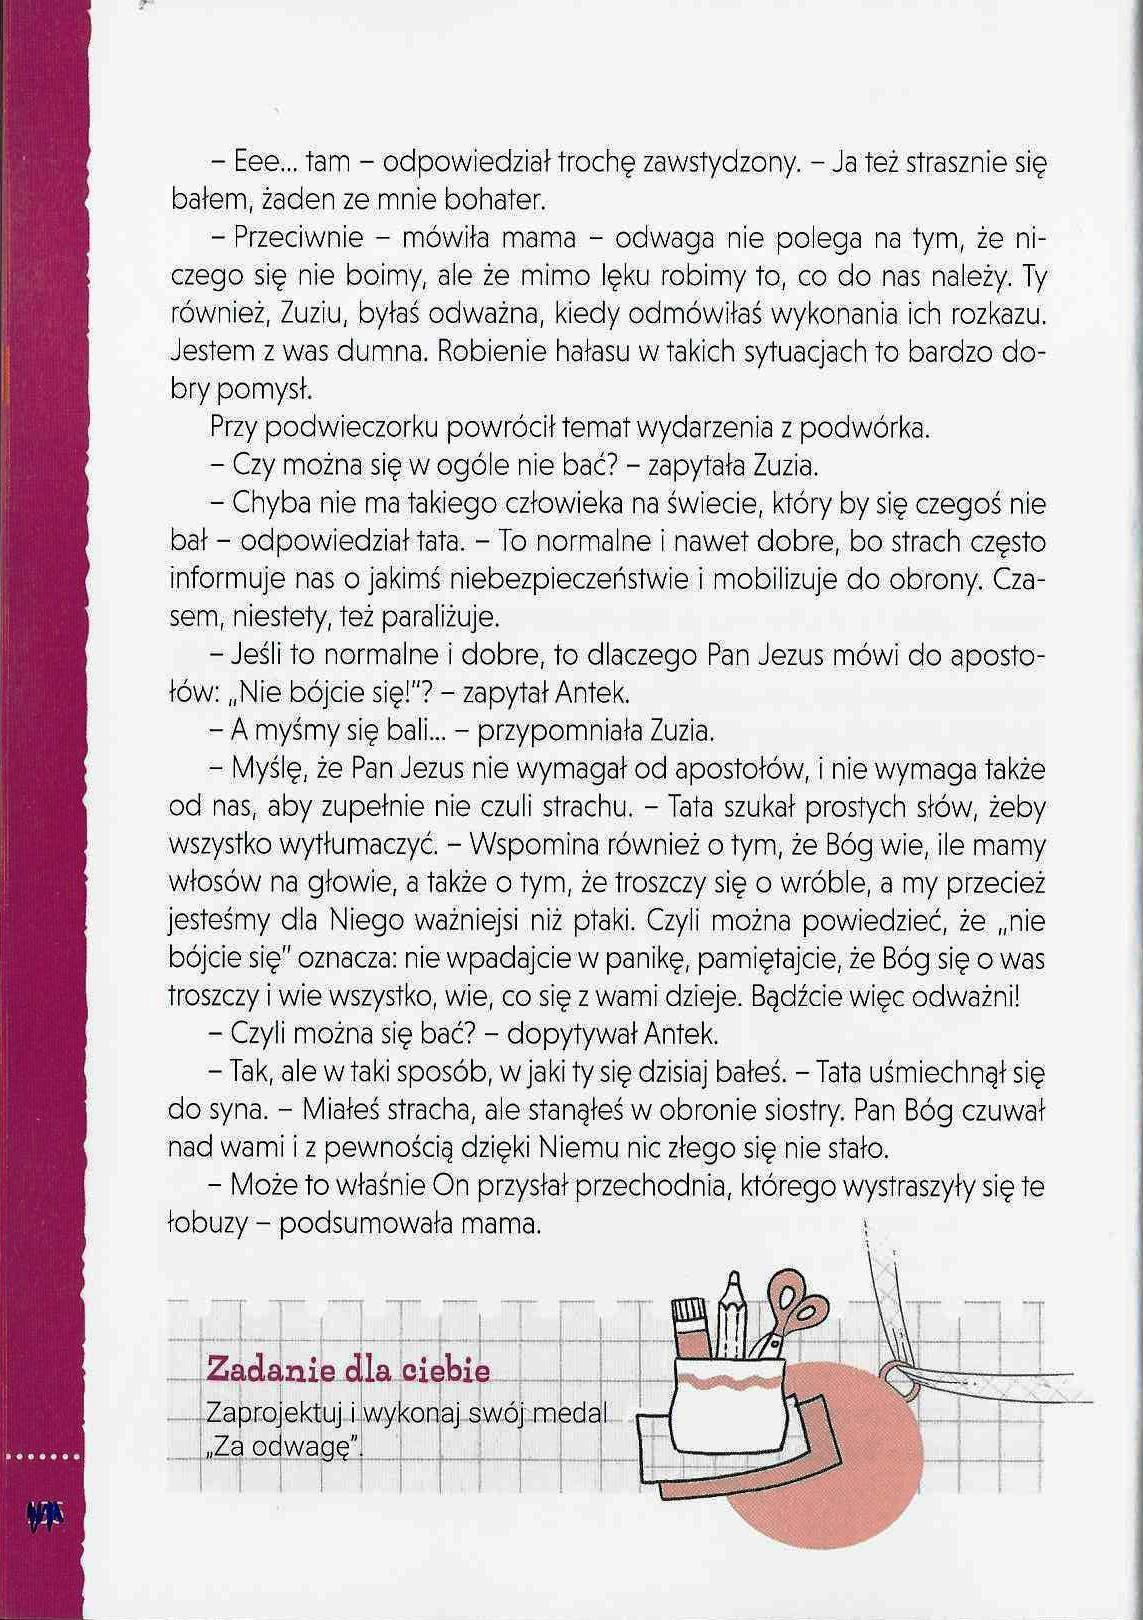 – Eee... tam – odpowiedział trochę zawstydzony. – Ja też strasznie się
bałem, żaden ze mnie bohater.
– Przeciwnie – mówiła mama – odwaga nie polega na tym, że ni-
czego się nie boimy, ale że mimo lęku robimy to, co do nas należy. Ty
również, Zuziu, byłaś odważna, kiedy odmówiłaś wykonania ich rozkazu.
Jestem z was dumna. Robienie hałasu w takich sytuacjach to bardzo do-
bry pomysł.
Przy podwieczorku powrócił temat wydarzenia z podwórka.
– Czy można się w ogóle nie bać? – zapytała Zuzia.
– Chyba nie ma takiego człowieka na świecie, który by się czegoś nie
bał – odpowiedział tata. – To normalne i nawet dobre, bo strach często
informuje nas o jakimś niebezpieczeństwie i mobilizuje do obrony. Cza-
sem, niestety, też paraliżuje.
– Jeśli to normalne i dobre, to dlaczego Pan Jezus mówi do aposto-
łów: „Nie bójcie się!"? – zapytał Antek.
– A myśmy się bali... – przypomniała Zuzia.
– Myślę, że Pan Jezus nie wymagał od apostołów, i nie wymaga także
od nas, aby zupełnie nie czuli strachu. – Tata szukał prostych słów, żeby
wszystko wytłumaczyć. – Wspomina również o tym, że Bóg wie, ile mamy
włosów na głowie, a także o tym, że troszczy się o wróble, a my przecież
jesteśmy dla Niego ważniejsi niż ptaki. Czyli można powiedzieć, że „nie
bójcie się" oznacza: nie wpadajcie w panikę, pamiętajcie, że Bóg się o was
troszczy i wie wszystko, wie, co się z wami dzieje. Bądźcie więc odważni!
– Czyli można się bać? – dopytywał Antek.
– Tak, ale w taki sposób, w jaki ty się dzisiaj bałeś. – Tata uśmiechnął się
do syna. – Miałeś stracha, ale stanąłeś w obronie siostry. Pan Bóg czuwał
nad wami i z pewnością dzięki Niemu nic złego się nie stało.
– Może to właśnie On przysłał przechodnia, którego wystraszyły się te
łobuzy – podsumowała mama.
Zadanie dla ciebie
Zaprojektuj i wykonaj swój medal
„Za odwagę".